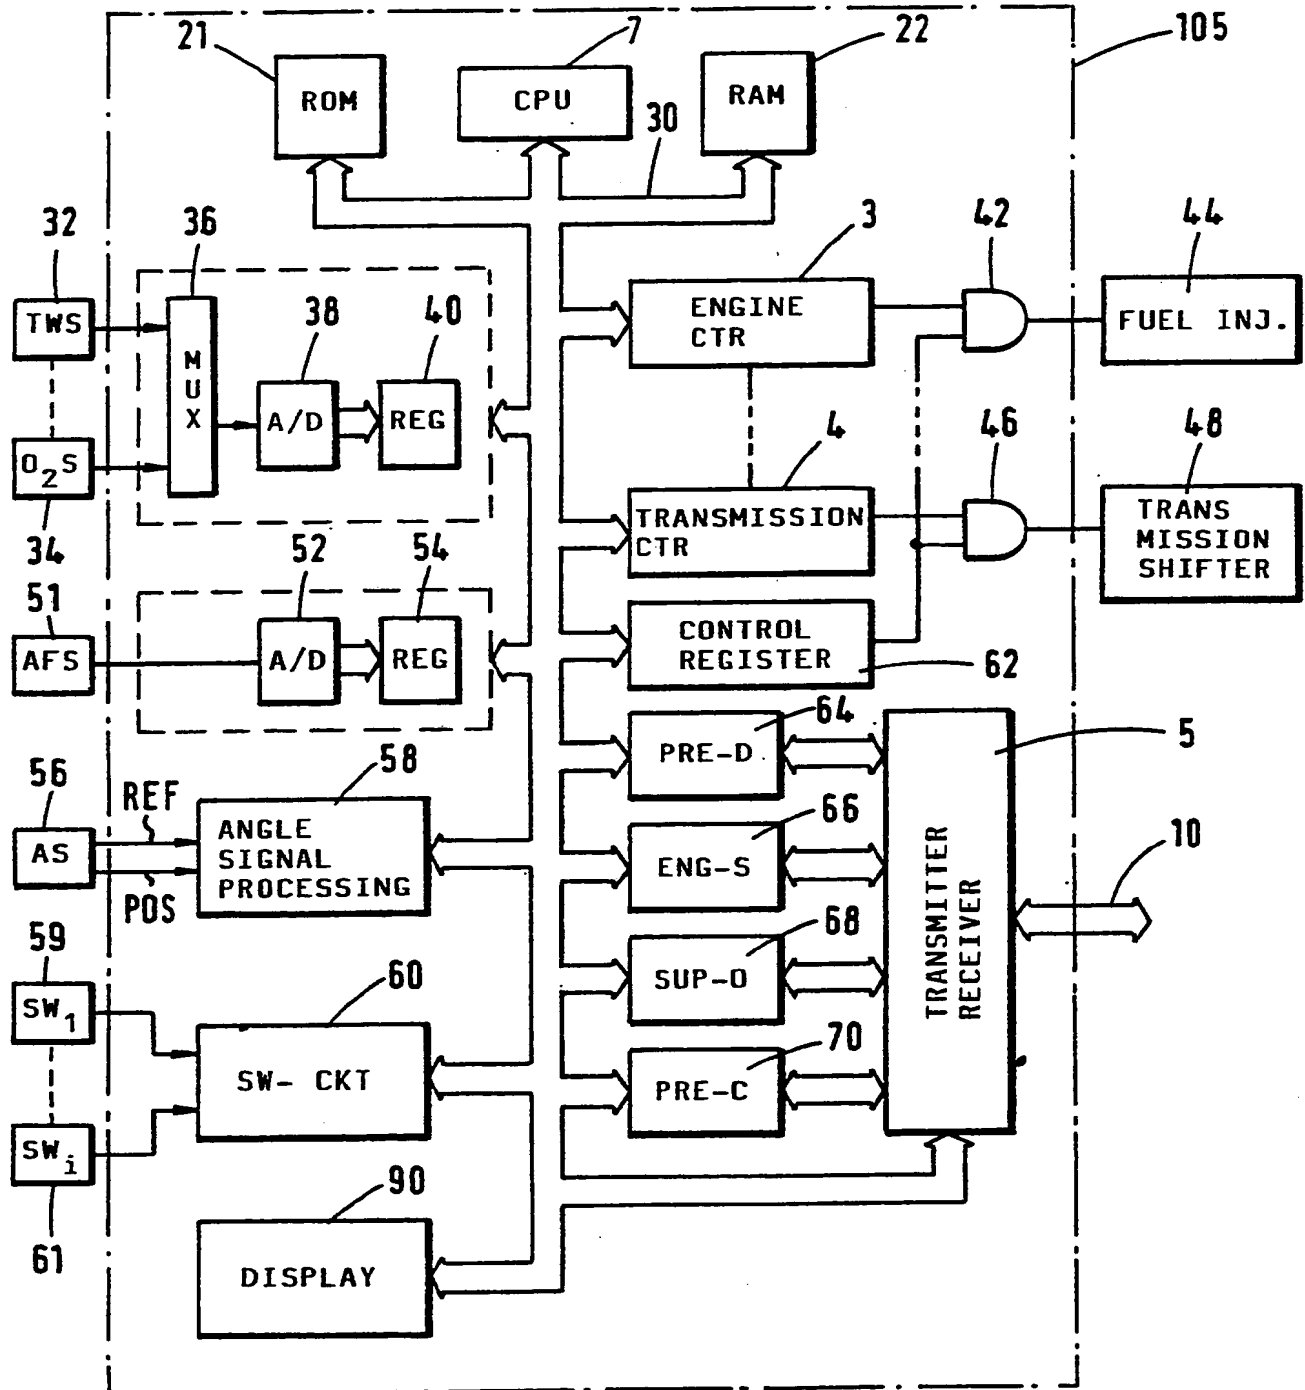 21
7
22
105
ROM
CPU
RAM
30
32
36
3
42
44
TWS
MUX
38
40
ENGINE
CTR
FUEL INJ.
A/D
REG
4
46
48
O2S
34
TRANSMISSION
CTR
TRANS
MISSION
SHIFTER
51
52
54
AFS
A/D
REG
CONTROL
REGISTER
62
64
5
PRE-D
56
REF
58
AS
POS
ANGLE
SIGNAL
PROCESSING
66
ENG-S
10
TRANSMITTER
RECEIVER
59
60
68
SW1
SUP-O
SW- CKT
70
PRE-C
SWi
61
90
DISPLAY